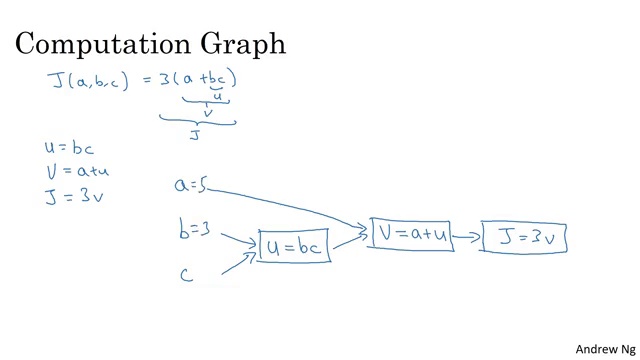 Computation Graph
J(a,b,c) = 3(a+bc)
u
v
J
u = bc
V = a+u
J = 3v
a=5
b=3
c
u = bc
V = a+u
J = 3v
Andrew Ng